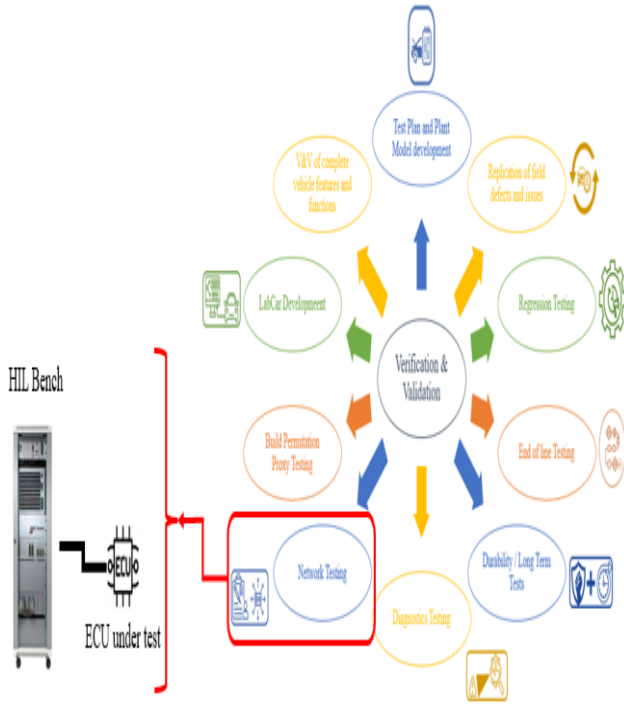 Test Plan and Plant
Model development
V&V of complete
vehicle features and
functions
Replication of field
defects and issues
LabCar Developmeent
Regression Testing
Verification &
Validation
HIL Bench
Build Permutation
Proxy Testing
End of line Testing
ECU
ECU under test
Network Testing
Durability / Long Term
Tests
Diagnostics Testing